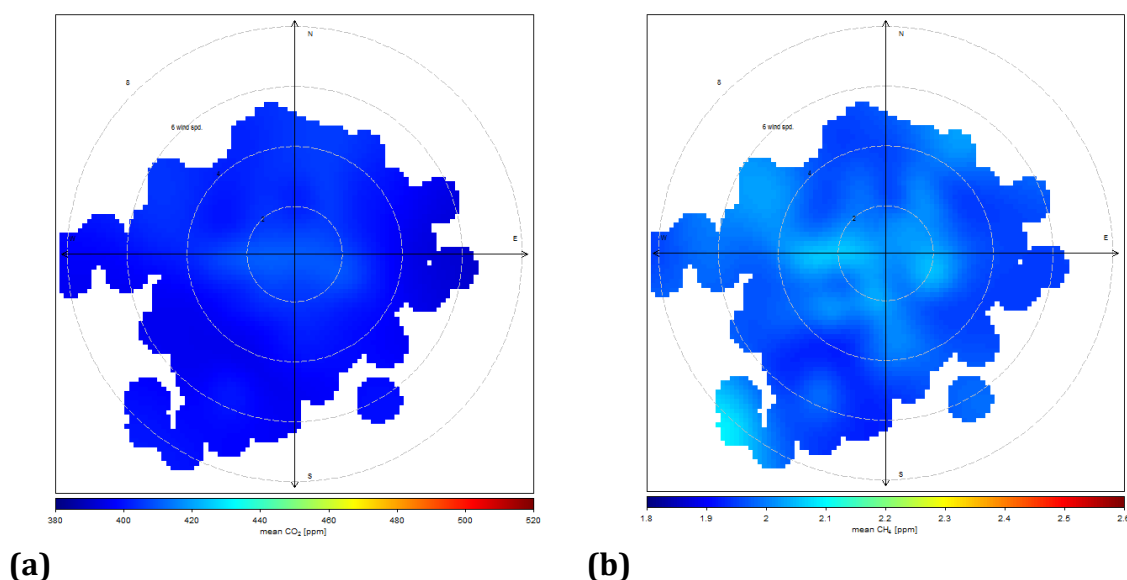 N
8
6 wind spd.
4
E
S
380 400 420 440 460 480 500 520
mean CO₂ [ppm]
(a)
N
8
6 wind spd.
4
2
E
S
1.8 1.9 2 2.1 2.2 2.3 2.4 2.5 2.6
mean CH₄ [ppm]
(b)